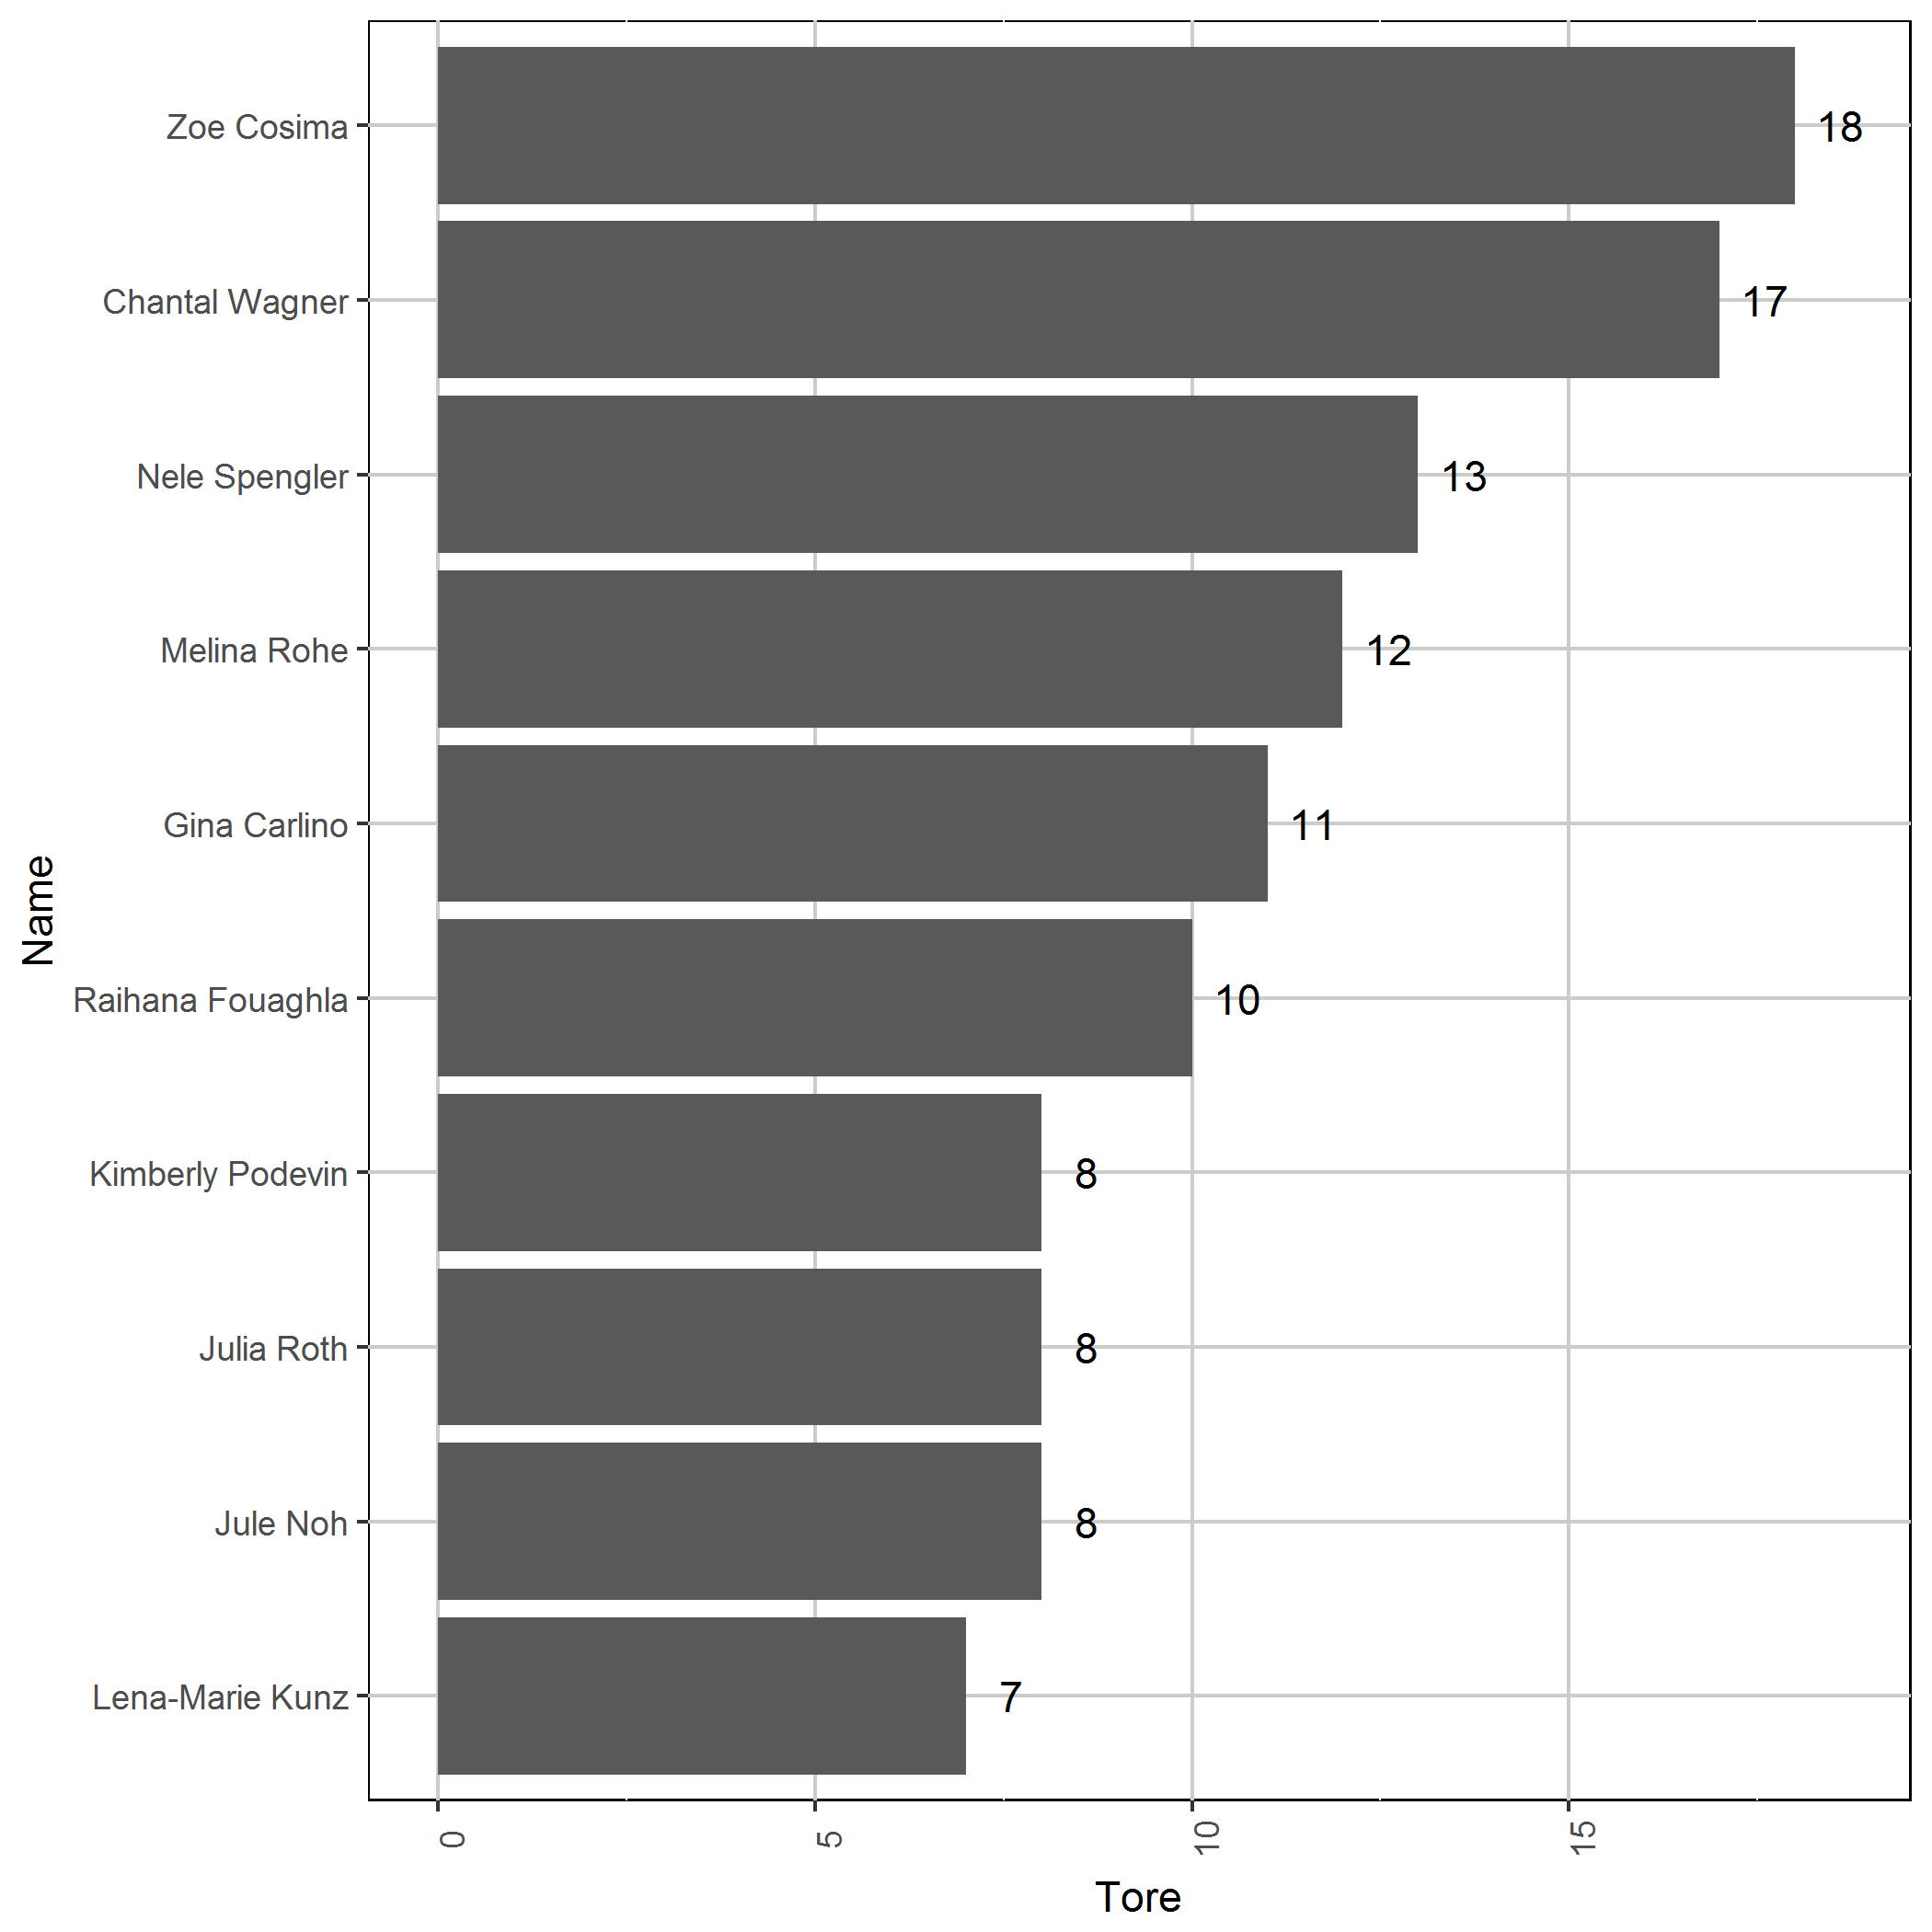 Zoe Cosima 18
Chantal Wagner 17
Nele Spengler 13
Melina Rohe 12
Gina Carlino 11
Name
Raihana Fouaghla 10
Kimberly Podevin 8
Julia Roth 8
Jule Noh 8
Lena-Marie Kunz 7
0 5 10 15
Tore